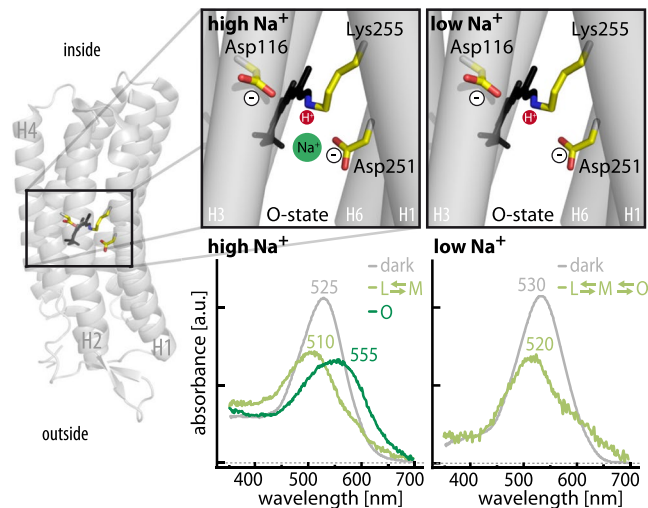 inside
H4
H2
H1
outside
high Na⁺
Asp116
Lys255
(-)
H⁺
Na⁺
(-)
Asp251
H3
O-state
H6
H1
low Na⁺
Asp116
Lys255
(-)
H⁺
(-)
Asp251
H3
O-state
H6
H1
high Na⁺
dark
L⇆M
O
525
510
555
absorbance [a.u.]
400
500
600
700
wavelength [nm]
low Na⁺
dark
L⇆M⇆O
530
520
400
500
600
700
wavelength [nm]